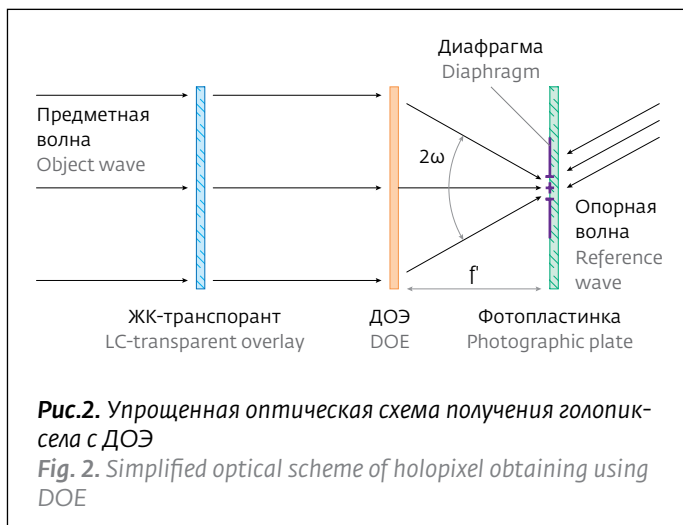 Диафрагма
Diaphragm
Предметная
волна
Object wave
2ω
Опорная
волна
Reference
wave
f'
ЖК-транспорант
LC-transparent overlay
ДОЭ
DOE
Фотопластинка
Photographic plate
Рис.2. Упрощенная оптическая схема получения голопик-
села с ДОЭ
Fig. 2. Simplified optical scheme of holopixel obtaining using
DOE